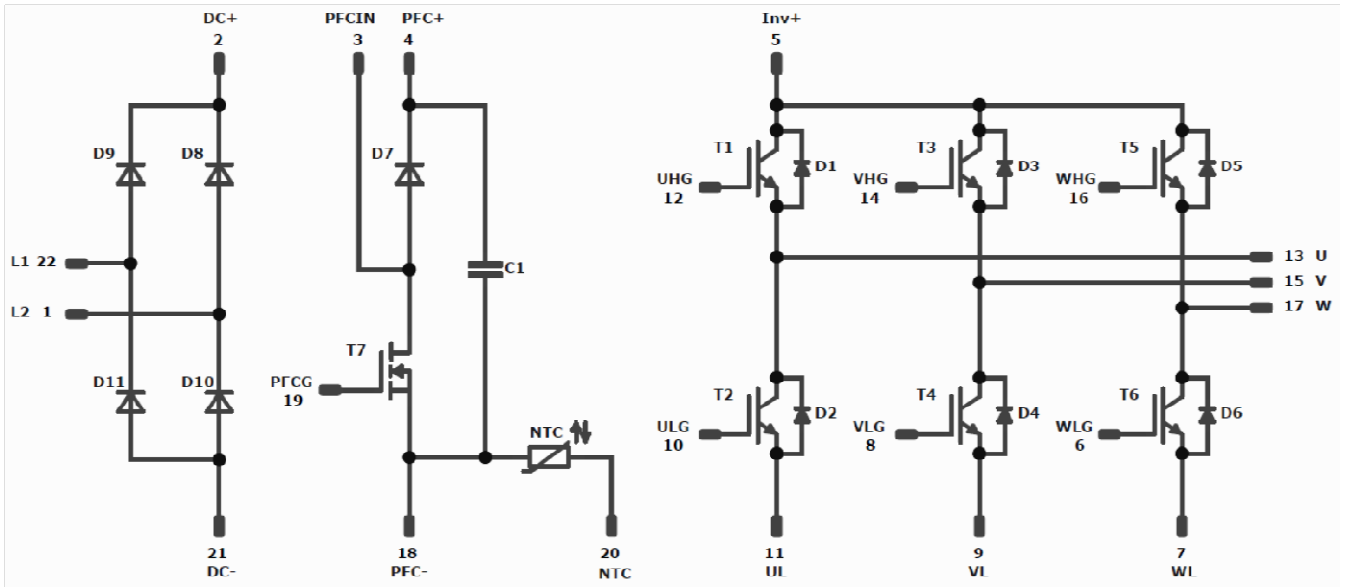 DC+
2
PFCIN
3
PFC+
4
Inv+
5
D9
D8
D7
T1
D1
T3
D3
T5
D5
UHG
12
VHG
14
WHG
16
L1 22
C1
13 U
L2 1
15 V
17 W
T7
D11
D10
PFCG
19
T2
D2
T4
D4
T6
D6
ULG
10
VLG
8
WLG
6
NTC
21
DC-
18
PFC-
20
NTC
11
UL
9
VL
7
WL